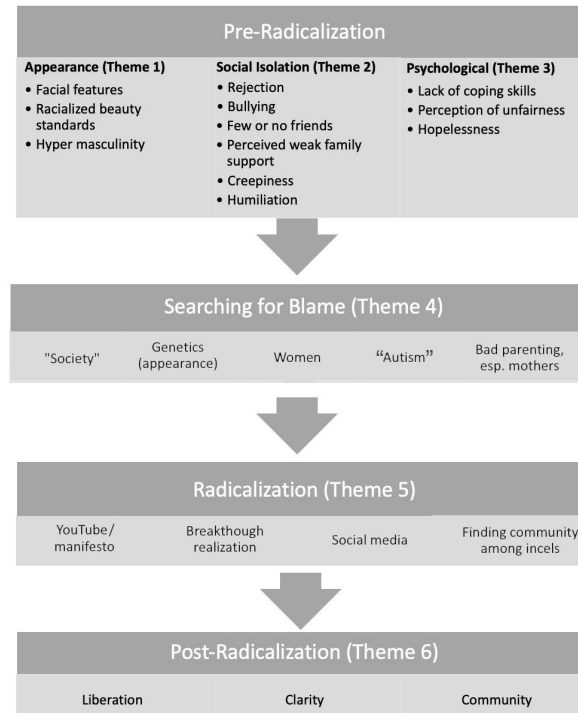 Pre-Radicalization
Appearance (Theme 1)
• Facial features
• Racialized beauty
standards
• Hyper masculinity
Social Isolation (Theme 2)
• Rejection
• Bullying
• Few or no friends
• Perceived weak family
support
• Creepiness
• Humiliation
Psychological (Theme 3)
• Lack of coping skills
• Perception of unfairness
• Hopelessness
Searching for Blame (Theme 4)
"Society"
Genetics
(appearance)
Women
“Autism”
Bad parenting,
esp. mothers
Radicalization (Theme 5)
YouTube/
manifesto
Breakthough
realization
Social media
Finding community
among incels
Post-Radicalization (Theme 6)
Liberation
Clarity
Community